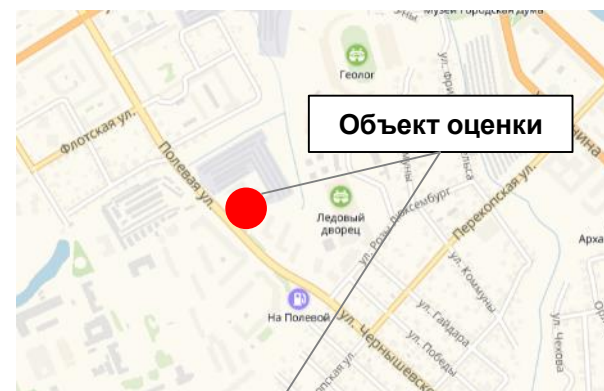 Музей Городская Дума
Геолог
Объект оценки
Флотская ул.
Полевая ул.
Ледовый
дворец
ул. Розы Люксембург
Перекопская ул.
Арха
ул. Коммуны
На Полевой
ул. Гайдара
ул. Победы
ул. Чехова
ул. Чернышевско